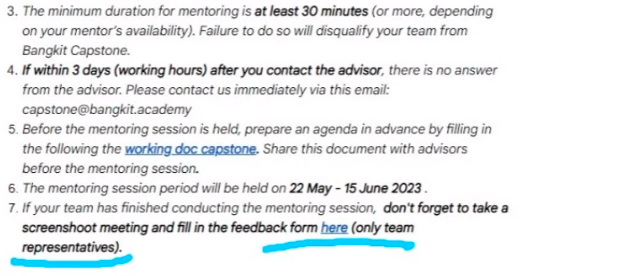 3. The minimum duration for mentoring is at least 30 minutes (or more, depending
on your mentor's availability). Failure to do so will disqualify your team from
Bangkit Capstone.
4. If within 3 days (working hours) after you contact the advisor, there is no answer
from the advisor. Please contact us immediately via this email:
capstone@bangkit.academy
5. Before the mentoring session is held, prepare an agenda in advance by filling in
the following the working doc capstone. Share this document with advisors
before the mentoring session.
6. The mentoring session period will be held on 22 May - 15 June 2023 .
7. If your team has finished conducting the mentoring session, don't forget to take a
screenshoot meeting and fill in the feedback form here (only team
representatives).